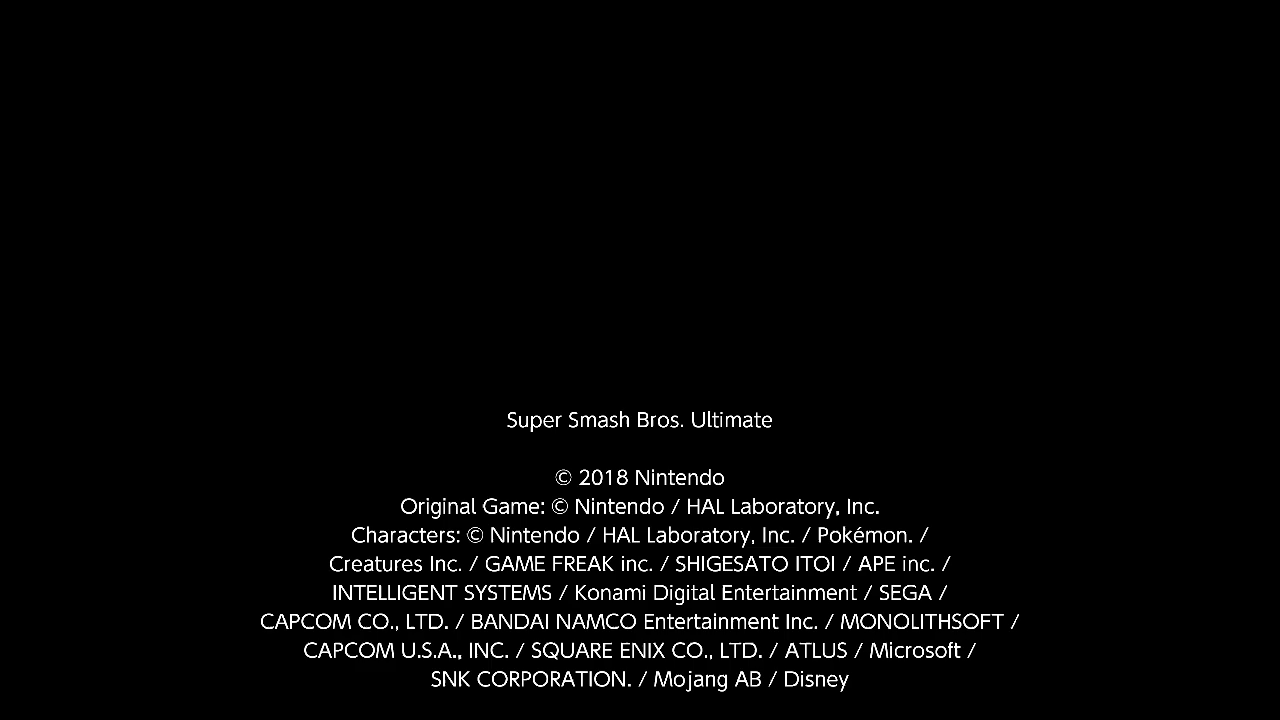 Super Smash Bros. Ultimate
© 2018 Nintendo
Original Game: © Nintendo / HAL Laboratory, Inc.
Characters: © Nintendo / HAL Laboratory, Inc. / Pokémon. /
Creatures Inc. / GAME FREAK inc. / SHIGESATO ITOI / APE inc. /
INTELLIGENT SYSTEMS / Konami Digital Entertainment / SEGA /
CAPCOM CO., LTD. / BANDAI NAMCO Entertainment Inc. / MONOLITHSOFT /
CAPCOM U.S.A., INC. / SQUARE ENIX CO., LTD. / ATLUS / Microsoft /
SNK CORPORATION. / Mojang AB / Disney